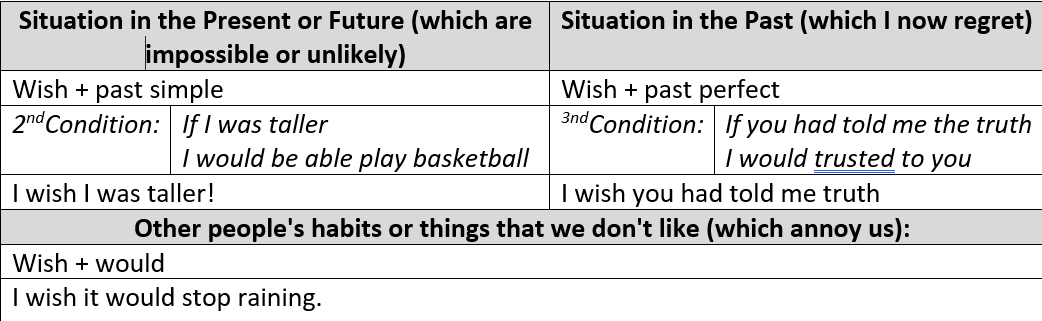 Situation in the Present or Future (which are
impossible or unlikely)
Situation in the Past (which I now regret)
Wish + past simple
Wish + past perfect
2nd Condition:
If I was taller
I would be able play basketball
3nd Condition:
If you had told me the truth
I would trusted to you
I wish I was taller!
I wish you had told me truth
Other people's habits or things that we don't like (which annoy us):
Wish + would
I wish it would stop raining.